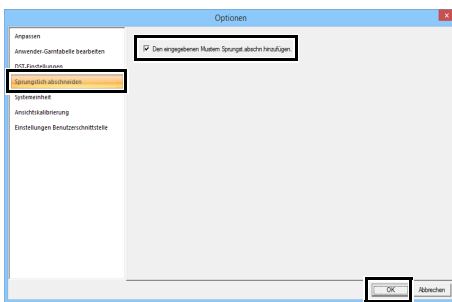 Optionen
x
Anpassen
Anwender-Garntabelle bearbeiten
DST-Einstellungen
Sprungstich abschneiden
Systemeinheit
Ansichtskalibrierung
Einstellungen Benutzerschnittstelle
Den eingegebenen Mustern Sprungst.abschn.hinzufügen.
OK
Abbrechen